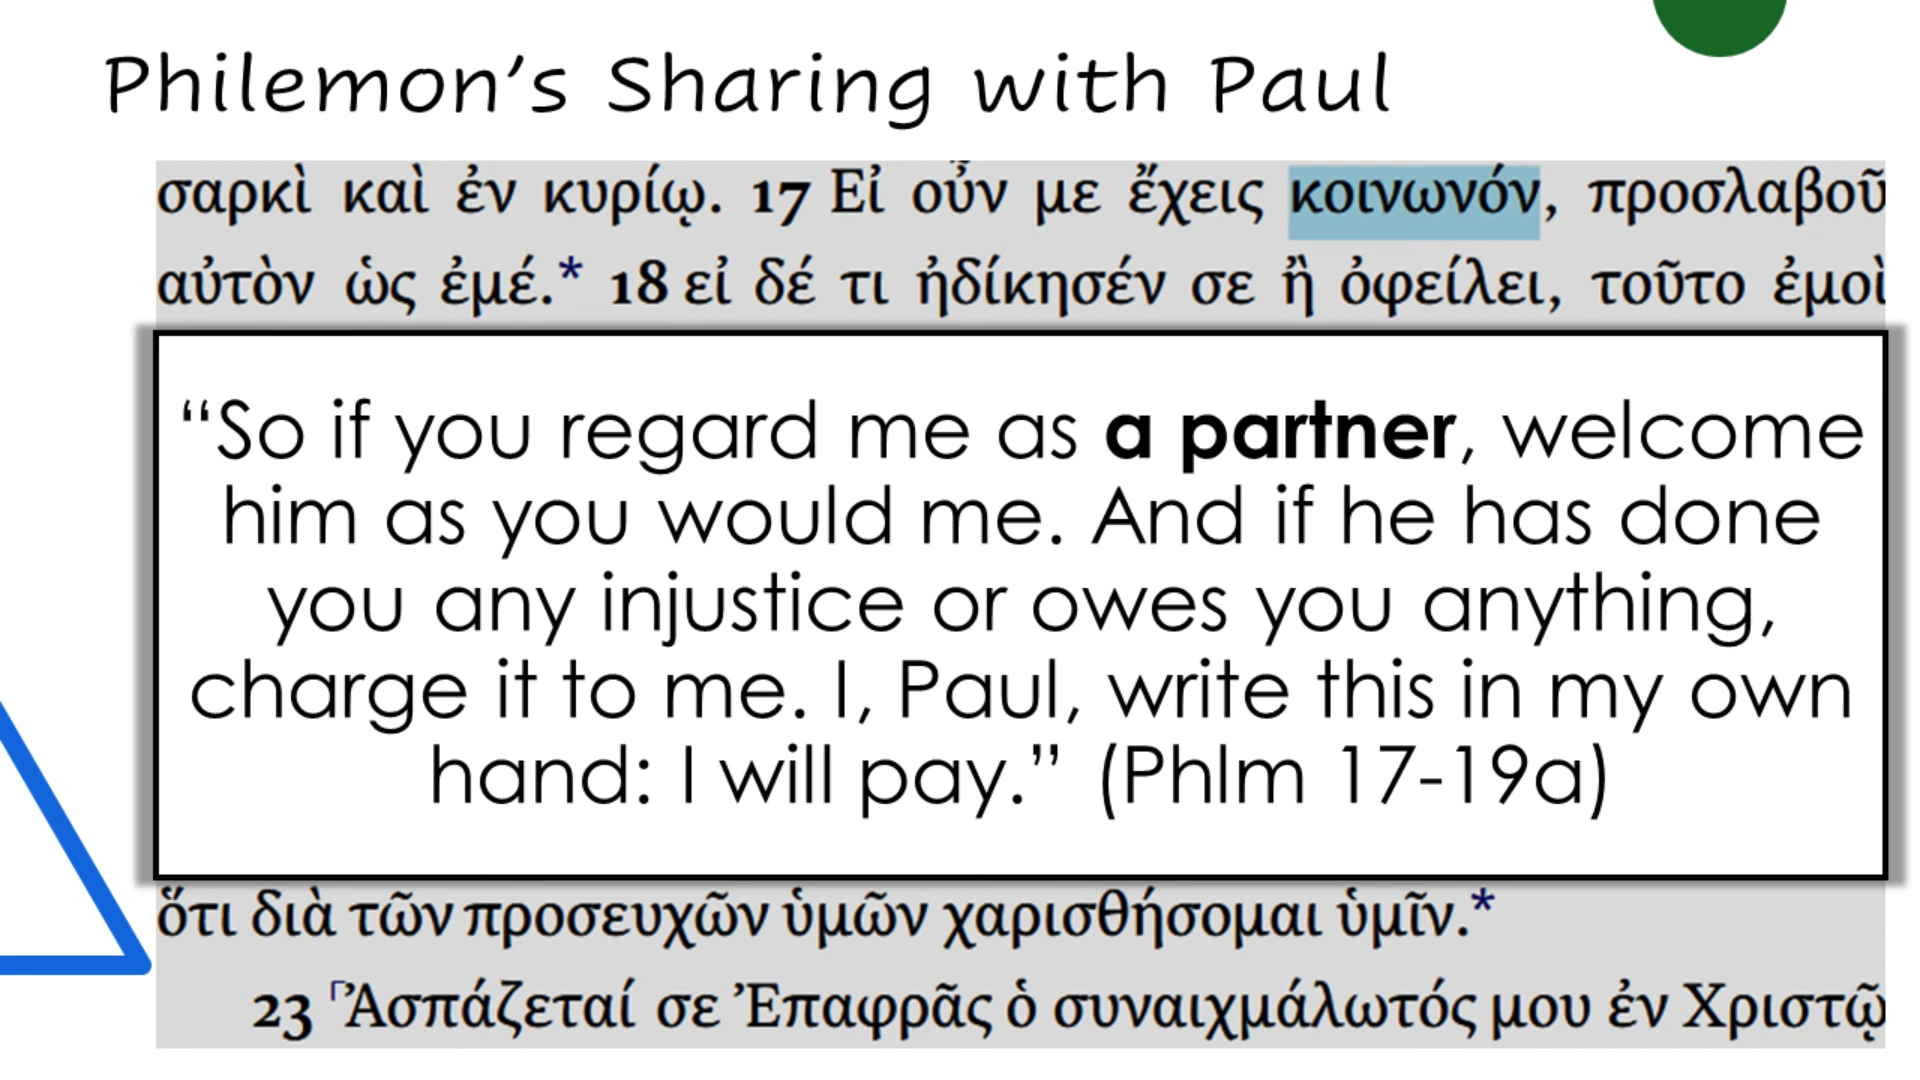 Philemon’s Sharing with Paul
σαρκὶ καὶ ἐν κυρίῳ. 17 Εἰ οὖν με ἔχεις κοινωνόν, προσλαβοῦ
αὐτὸν ὡς ἐμέ.* 18 εἰ δέ τι ἠδίκησέν σε ἢ ὀφείλει, τοῦτο ἐμοὶ
“So if you regard me as a partner, welcome
him as you would me. And if he has done
you any injustice or owes you anything,
charge it to me. I, Paul, write this in my own
hand: I will pay.” (Phlm 17-19a)
ὅτι διὰ τῶν προσευχῶν ὑμῶν χαρισθήσομαι ὑμῖν.*
23 ⸀Ἀσπάζεταί σε Ἐπαφρᾶς ὁ συναιχμάλωτός μου ἐν Χριστῷ